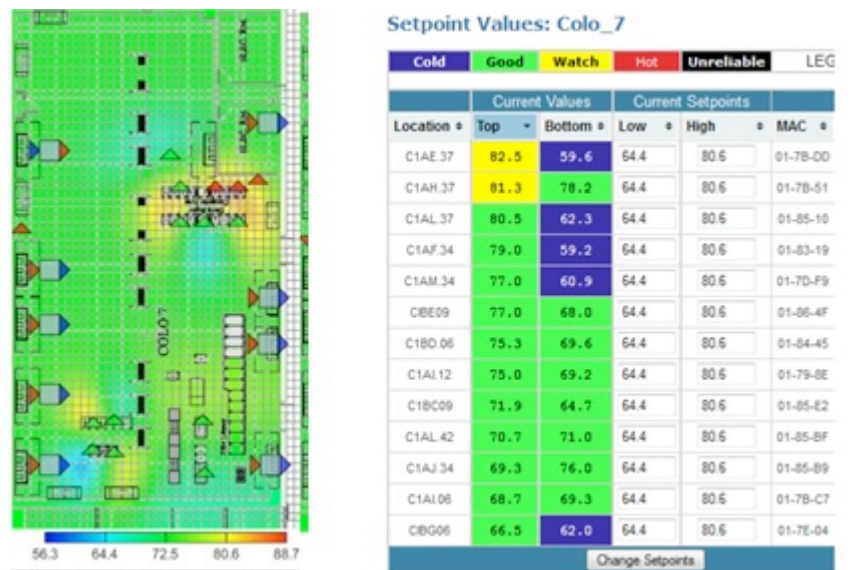 COLO 7
56.3 64.4 72.5 80.6 88.7
Setpoint Values: Colo_7
Cold Good Watch Hot Unreliable LEG
Current Values Current Setpoints
Location Top Bottom Low High MAC
C1AE.37 82.5 59.6 64.4 80.6 01-7B-DD
C1AH.37 81.3 78.2 64.4 80.6 01-7B-51
C1AL.37 80.5 62.3 64.4 80.6 01-85-10
C1AF.34 79.0 59.2 64.4 80.6 01-83-19
C1AM.34 77.0 60.9 64.4 80.6 01-7D-F9
CIBE09 77.0 68.0 64.4 80.6 01-86-4F
C1BD.06 75.3 69.6 64.4 80.6 01-84-45
C1AI.12 75.0 69.2 64.4 80.6 01-79-8E
C1BC09 71.9 64.7 64.4 80.6 01-85-E2
C1AL.42 70.7 71.0 64.4 80.6 01-85-BF
C1AJ.34 69.3 76.0 64.4 80.6 01-85-B9
C1AI.06 68.7 69.3 64.4 80.6 01-7B-C7
CIBG06 66.5 62.0 64.4 80.6 01-7E-04
Change Setpoints